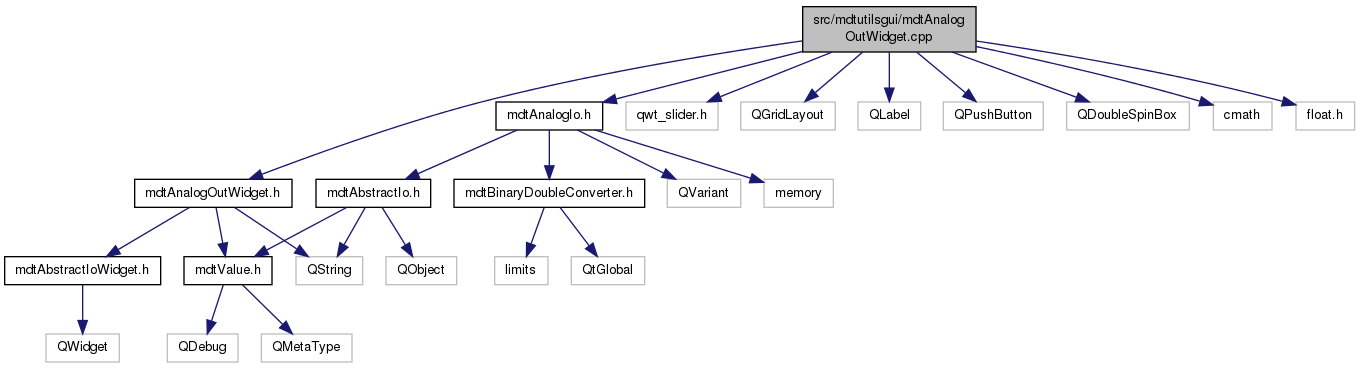 src/mdtutilsgui/mdtAnalog
OutWidget.cpp
mdtAnalogIo.h
qwt_slider.h
QGridLayout
QLabel
QPushButton
QDoubleSpinBox
cmath
float.h
mdtAnalogOutWidget.h
mdtAbstractIo.h
mdtBinaryDoubleConverter.h
QVariant
memory
mdtAbstractIoWidget.h
mdtValue.h
QString
QObject
limits
QtGlobal
QWidget
QDebug
QMetaType